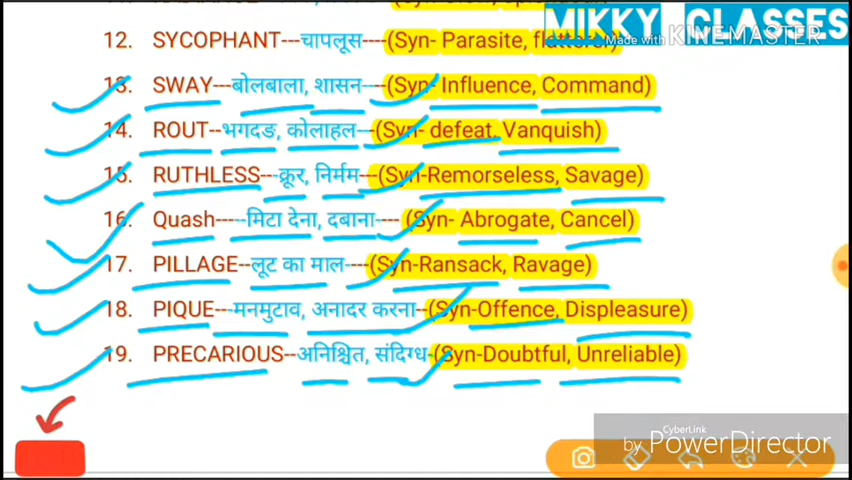 MIKKY CLASSES
Made with KINEMASTER
12. SYCOPHANT---चापलूस----(Syn- Parasite,
13. SWAY---बोलबाला, शासन----(Syn- Influence, Command)
14. ROUT--भगदङ, कोलाहल---(Syn- defeat, Vanquish)
15. RUTHLESS---क्रूर, निर्मम---(Syn-Remorseless, Savage)
16. Quash-----मिटा देना, दबाना----(Syn- Abrogate, Cancel)
17. PILLAGE---लूट का माल----(Syn-Ransack, Ravage)
18. PIQUE----मनमुटाव, अनादर करना---(Syn-Offence, Displeasure)
19. PRECARIOUS--अनिश्चित, संदिग्ध-(Syn-Doubtful, Unreliable)
CyberLink
by PowerDirector